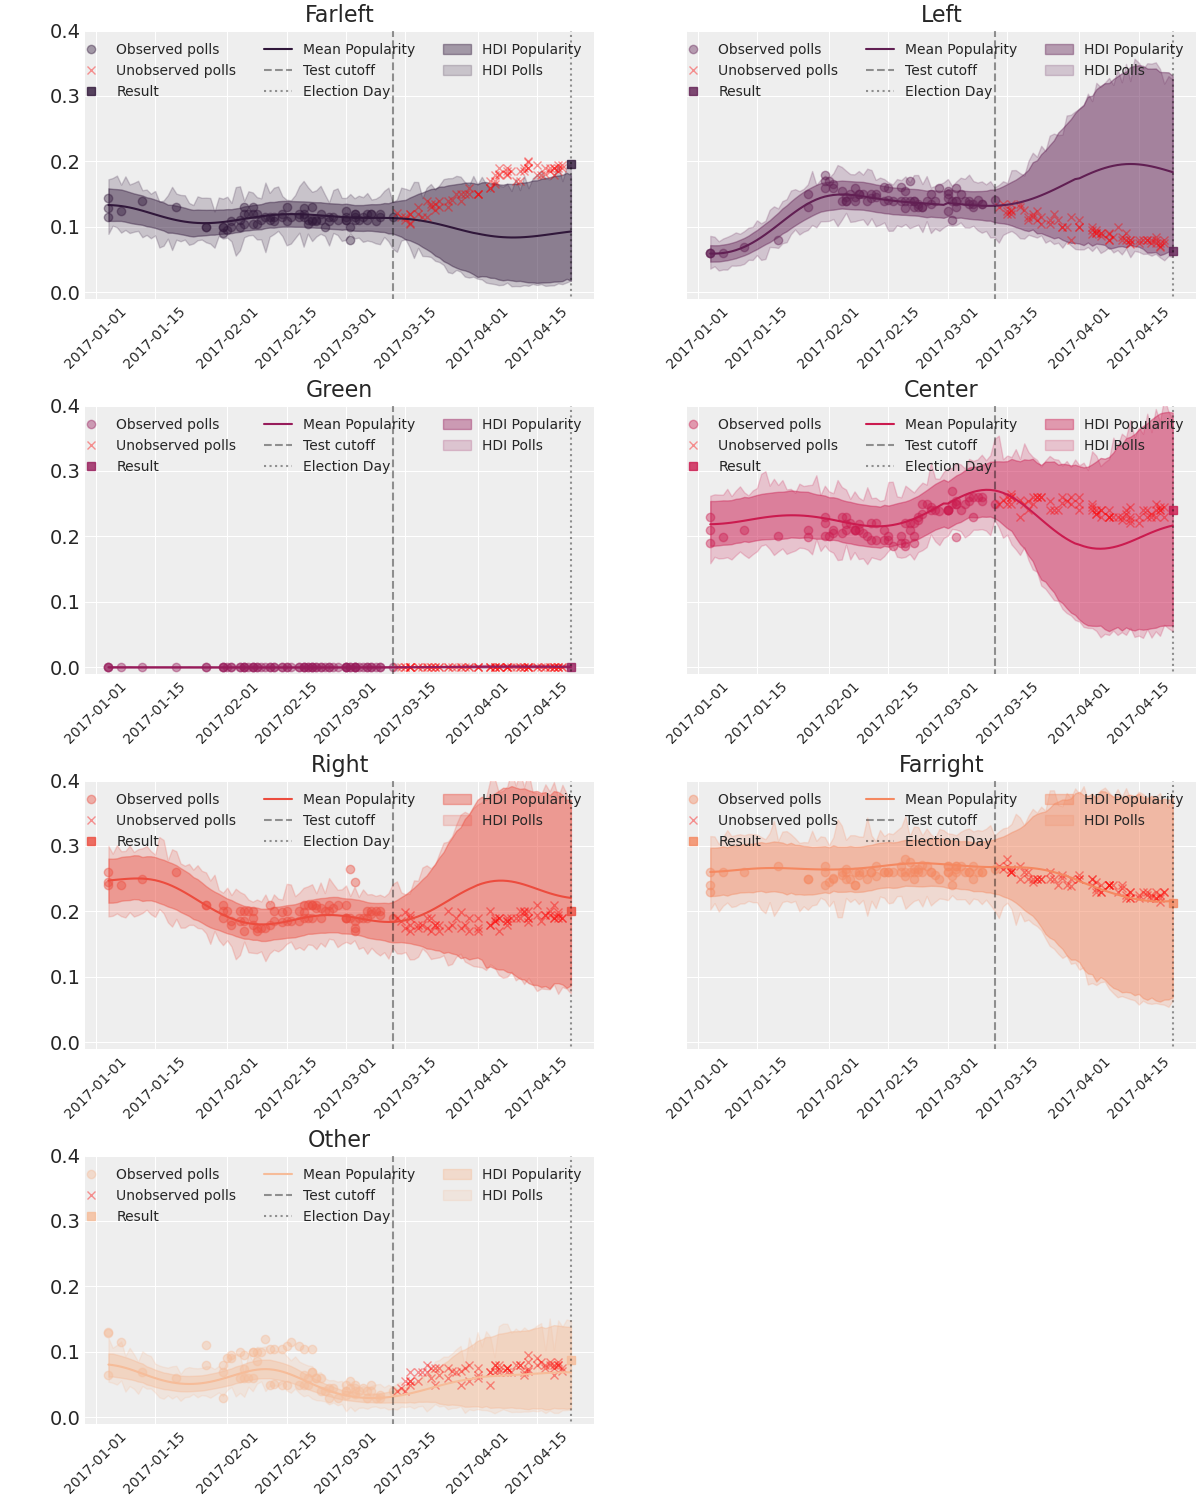 Farleft
Left
0.4
0.3
0.2
0.1
0.0
Observed polls
Unobserved polls
Result
Mean Popularity
Test cutoff
Election Day
HDI Popularity
HDI Polls
Observed polls
Unobserved polls
Result
Mean Popularity
Test cutoff
Election Day
HDI Popularity
HDI Polls
2017-01-01 2017-01-15 2017-02-01 2017-02-15 2017-03-01 2017-03-15 2017-04-01 2017-04-15
2017-01-01 2017-01-15 2017-02-01 2017-02-15 2017-03-01 2017-03-15 2017-04-01 2017-04-15
Green
Center
0.4
0.3
0.2
0.1
0.0
Observed polls
Unobserved polls
Result
Mean Popularity
Test cutoff
Election Day
HDI Popularity
HDI Polls
Observed polls
Unobserved polls
Result
Mean Popularity
Test cutoff
Election Day
HDI Popularity
HDI Polls
2017-01-01 2017-01-15 2017-02-01 2017-02-15 2017-03-01 2017-03-15 2017-04-01 2017-04-15
2017-01-01 2017-01-15 2017-02-01 2017-02-15 2017-03-01 2017-03-15 2017-04-01 2017-04-15
Right
Farright
0.4
0.3
0.2
0.1
0.0
Observed polls
Unobserved polls
Result
Mean Popularity
Test cutoff
Election Day
HDI Popularity
HDI Polls
Observed polls
Unobserved polls
Result
Mean Popularity
Test cutoff
Election Day
HDI Popularity
HDI Polls
2017-01-01 2017-01-15 2017-02-01 2017-02-15 2017-03-01 2017-03-15 2017-04-01 2017-04-15
2017-01-01 2017-01-15 2017-02-01 2017-02-15 2017-03-01 2017-03-15 2017-04-01 2017-04-15
Other
0.4
0.3
0.2
0.1
0.0
Observed polls
Unobserved polls
Result
Mean Popularity
Test cutoff
Election Day
HDI Popularity
HDI Polls
2017-01-01 2017-01-15 2017-02-01 2017-02-15 2017-03-01 2017-03-15 2017-04-01 2017-04-15